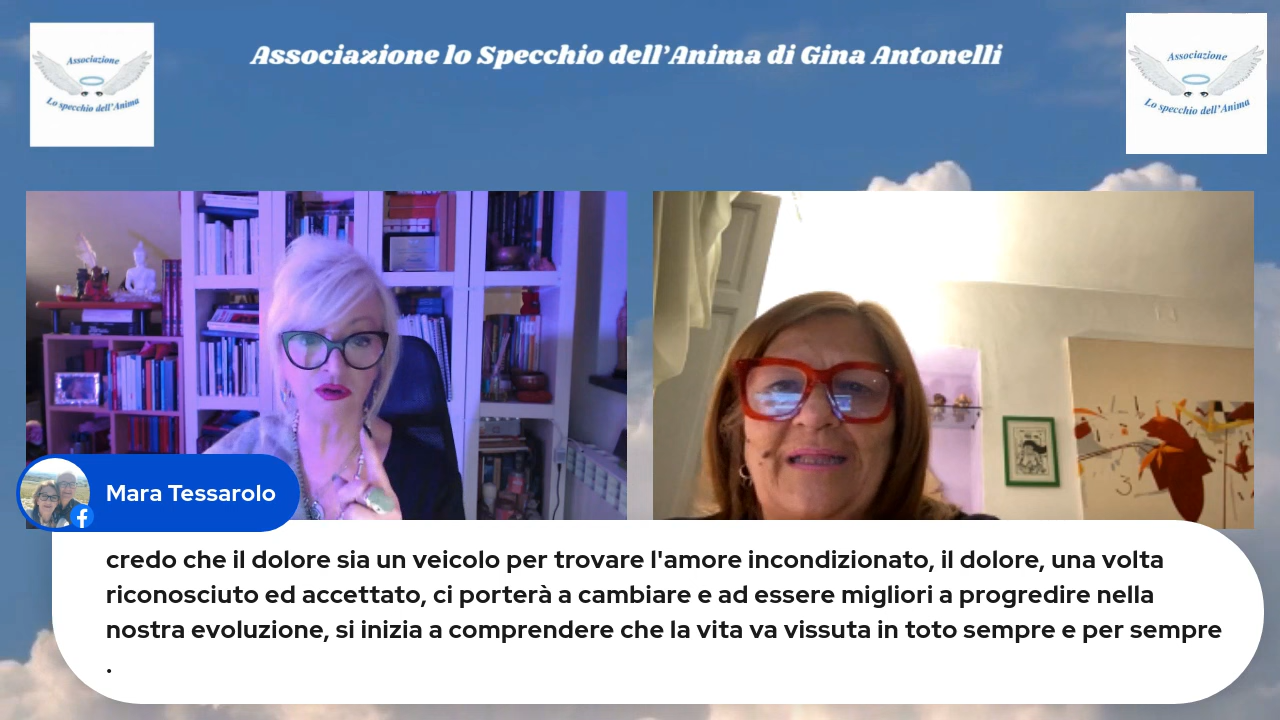 Associazione
Lo specchio dell'Anima
Associazione lo Specchio dell'Anima di Gina Antonelli
Associazione
Lo specchio dell'Anima
Mara Tessarolo
credo che il dolore sia un veicolo per trovare l'amore incondizionato, il dolore, una volta
riconosciuto ed accettato, ci porterà a cambiare e ad essere migliori a progredire nella
nostra evoluzione, si inizia a comprendere che la vita va vissuta in toto sempre e per sempre
.